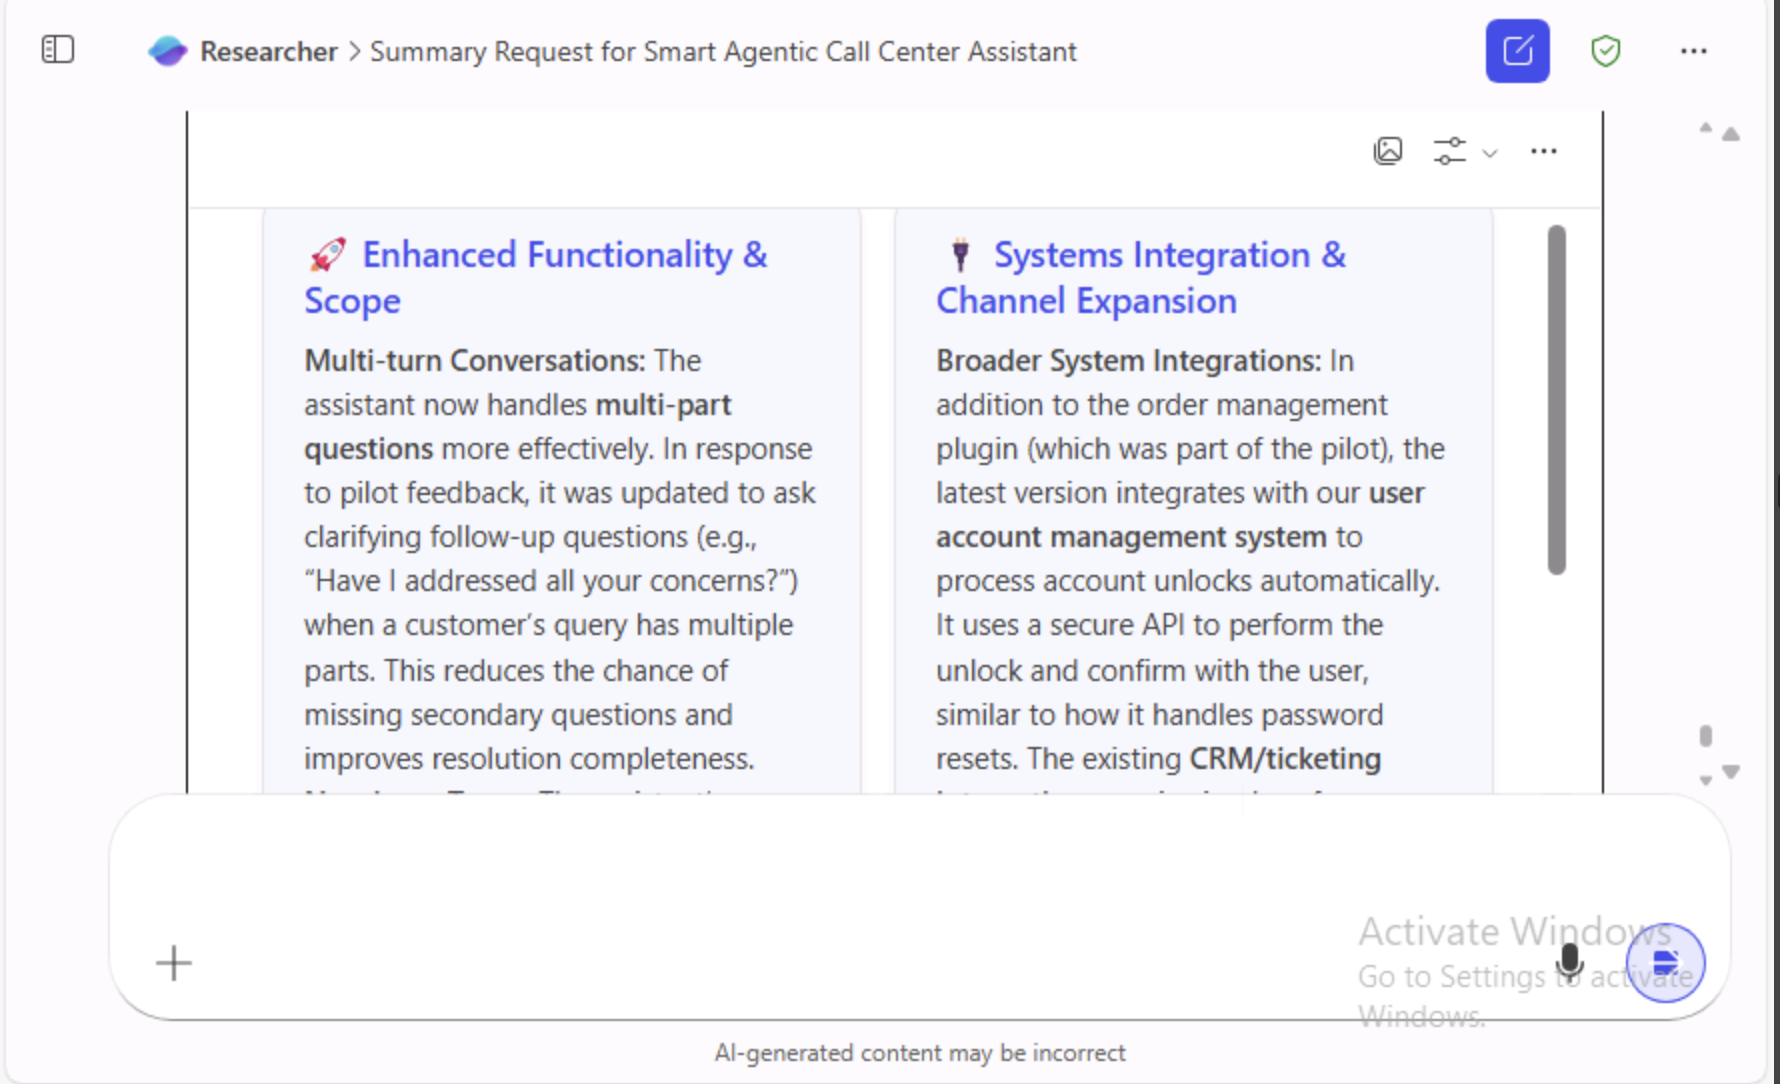 Researcher > Summary Request for Smart Agentic Call Center Assistant
🚀 Enhanced Functionality &
Scope
Multi-turn Conversations: The
assistant now handles multi-part
questions more effectively. In response
to pilot feedback, it was updated to ask
clarifying follow-up questions (e.g.,
“Have I addressed all your concerns?”)
when a customer’s query has multiple
parts. This reduces the chance of
missing secondary questions and
improves resolution completeness.
🔌 Systems Integration &
Channel Expansion
Broader System Integrations: In
addition to the order management
plugin (which was part of the pilot), the
latest version integrates with our user
account management system to
process account unlocks automatically.
It uses a secure API to perform the
unlock and confirm with the user,
similar to how it handles password
resets. The existing CRM/ticketing
Activate Windows
Go to Settings to activate
Windows.
AI-generated content may be incorrect